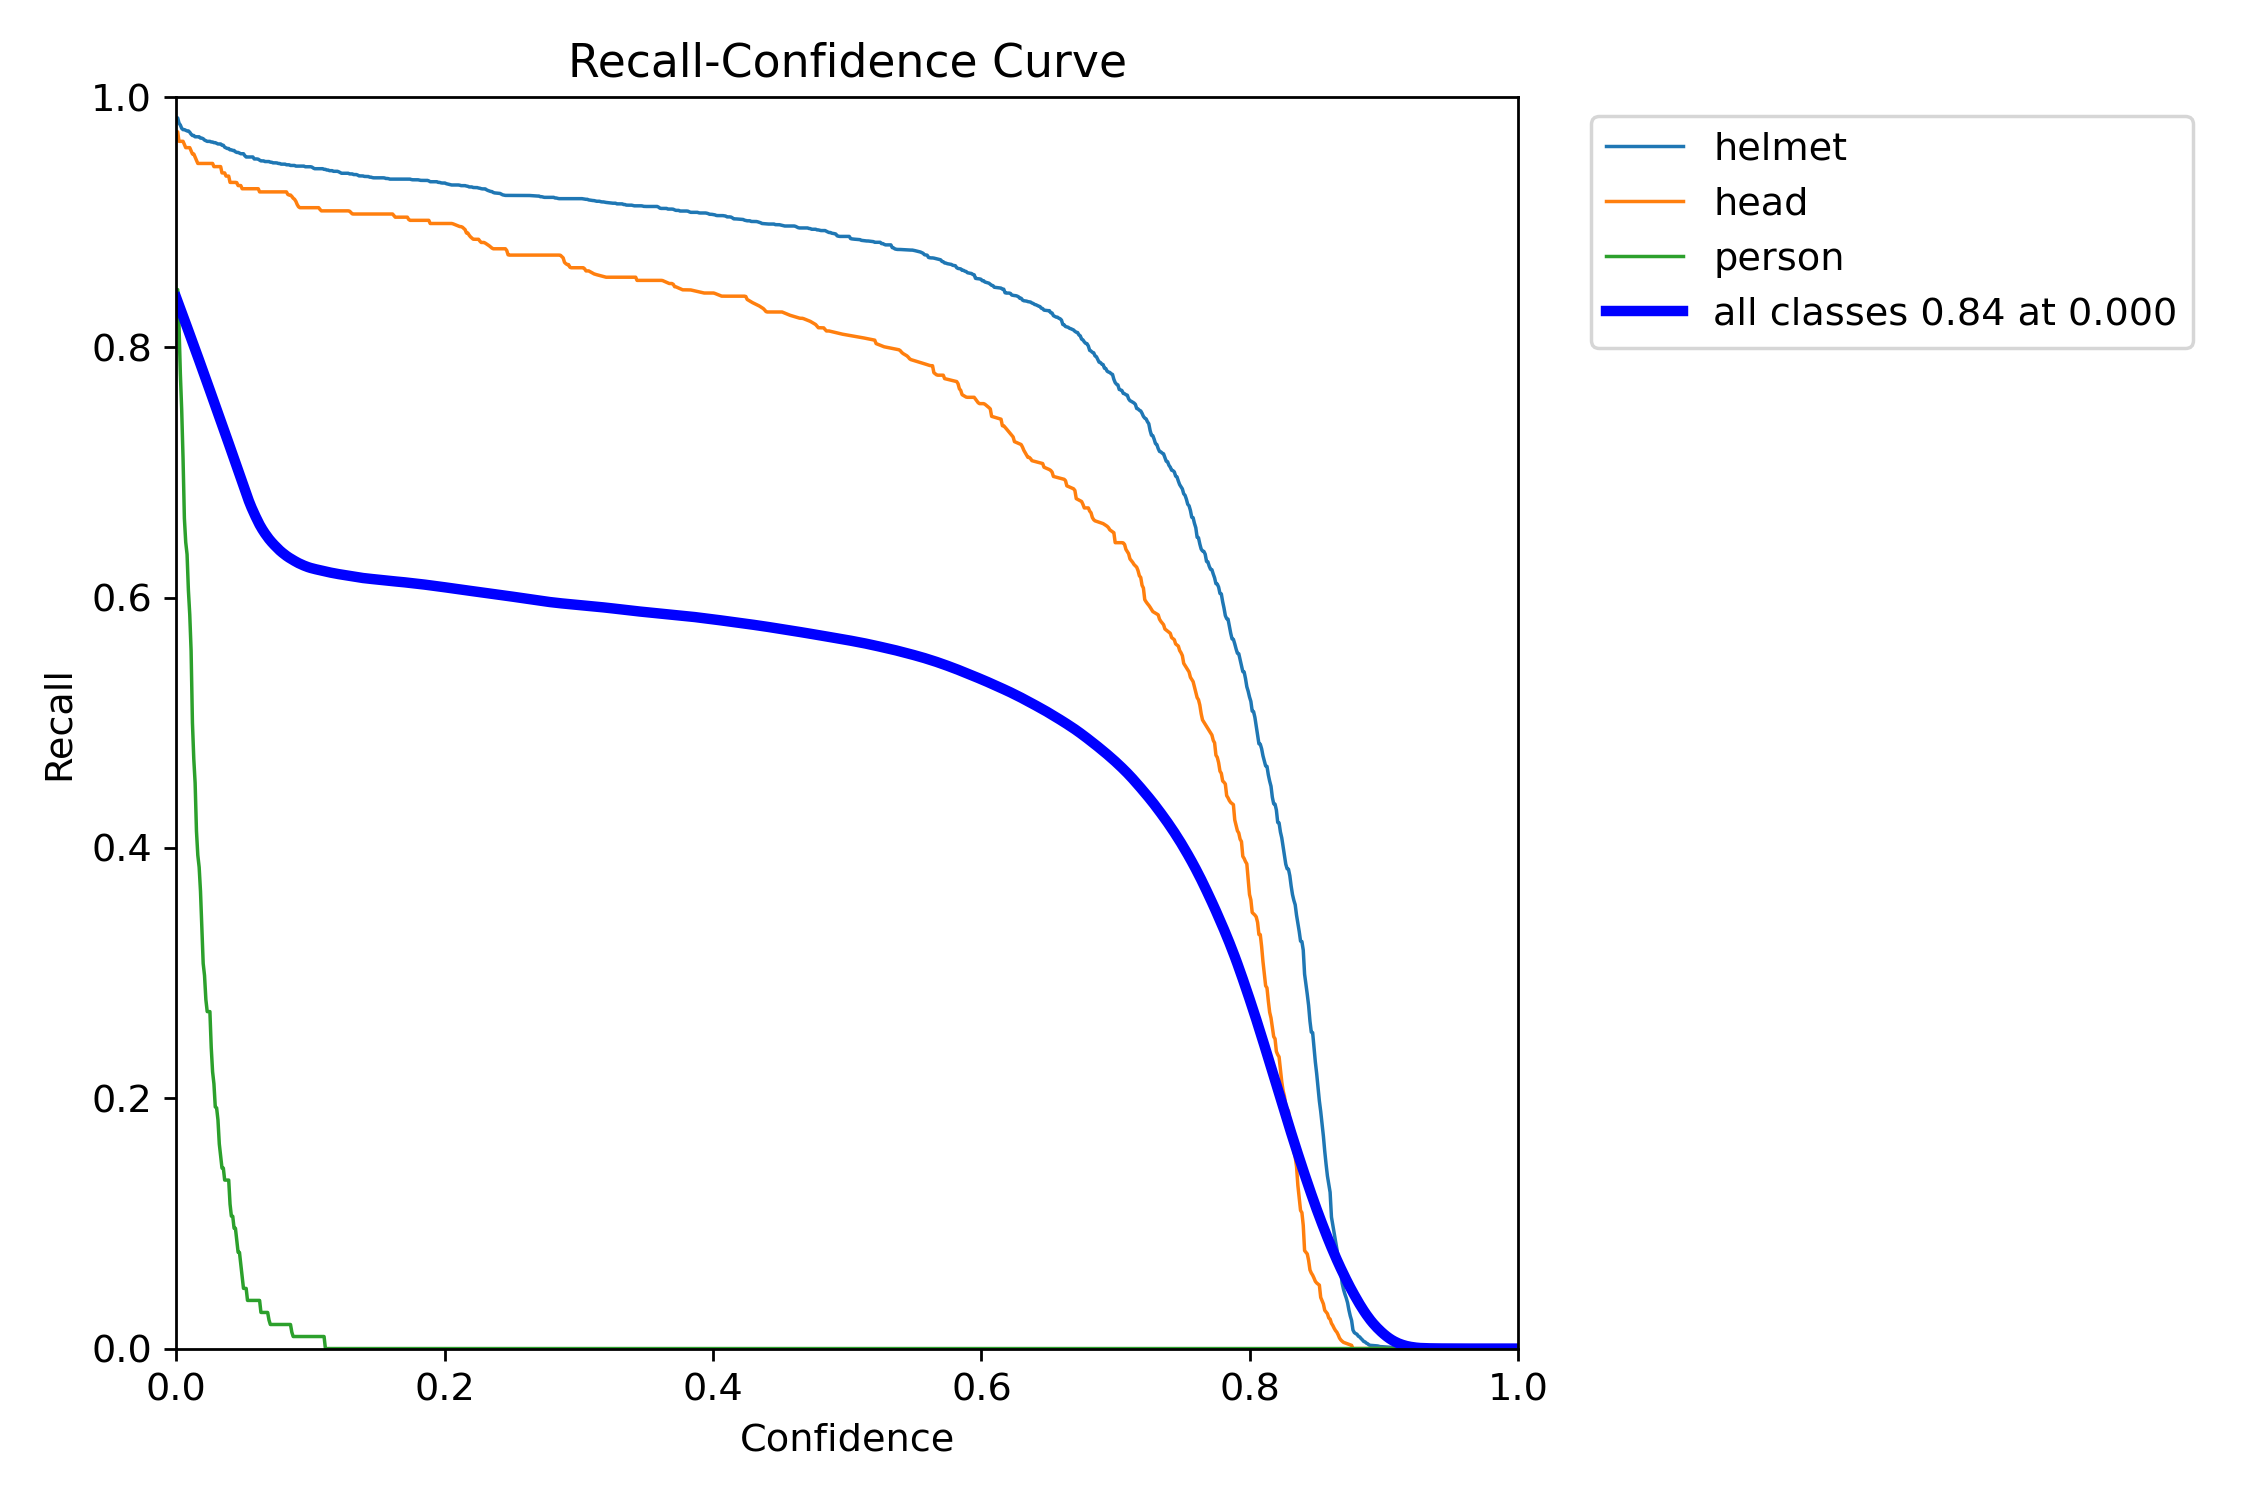 Recall-Confidence Curve
1.0
0.8
0.6
0.4
0.2
0.0
Recall
0.0 0.2 0.4 0.6 0.8 1.0
Confidence
helmet
head
person
all classes 0.84 at 0.000